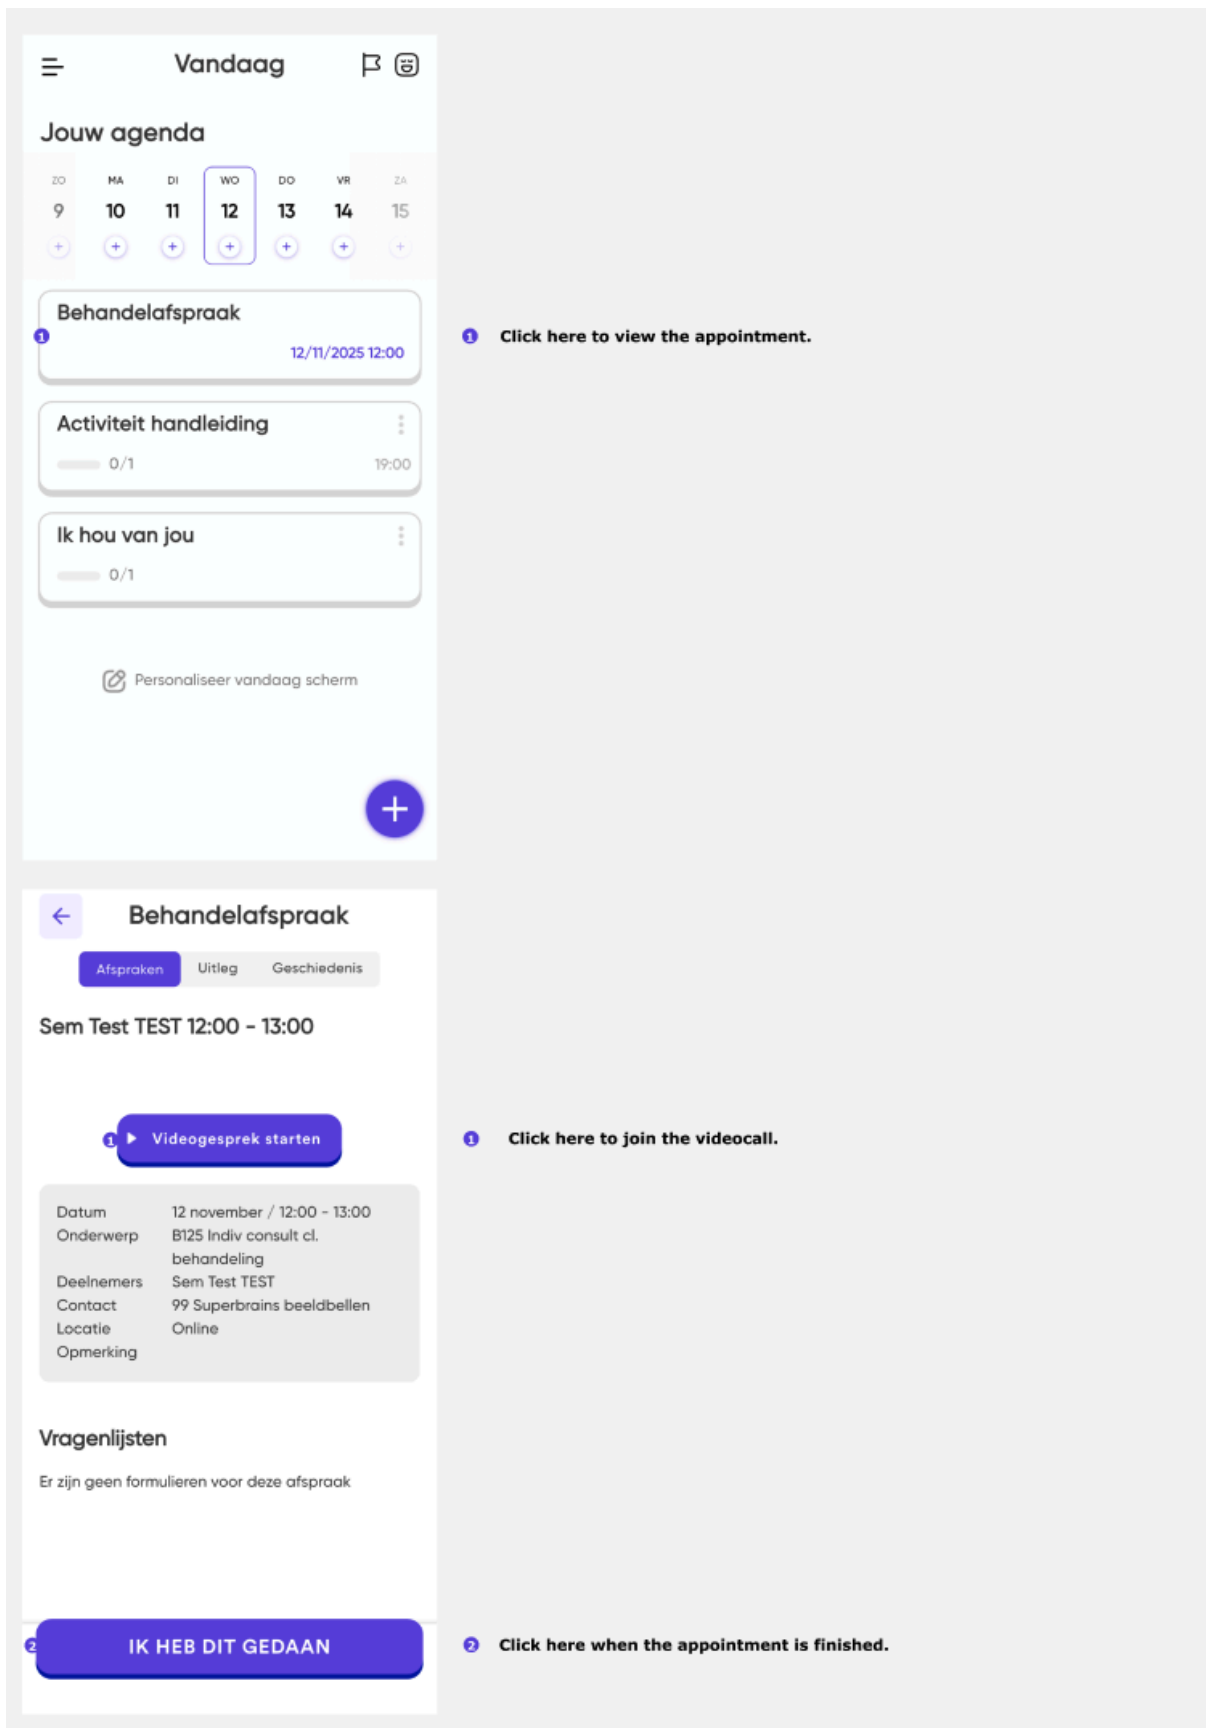 Vandaag
Jouw agenda
ZO MA DI WO DO VR ZA
9 10 11 12 13 14 15
+ + + + + + +
Behandelafspraak
1
12/11/2025 12:00
1 Click here to view the appointment.
Activiteit handleiding
0/1 19:00
Ik hou van jou
0/1
Personaliseer vandaag scherm
+
Behandelafspraak
Afspraken Uitleg Geschiedenis
Sem Test TEST 12:00 - 13:00
1 Videogesprek starten
1 Click here to join the videocall.
Datum 12 november / 12:00 - 13:00
Onderwerp B125 Indiv consult cl.
behandeling
Deelnemers Sem Test TEST
Contact 99 Superbrains beeldbellen
Locatie Online
Opmerking
Vragenlijsten
Er zijn geen formulieren voor deze afspraak
2 IK HEB DIT GEDAAN
2 Click here when the appointment is finished.